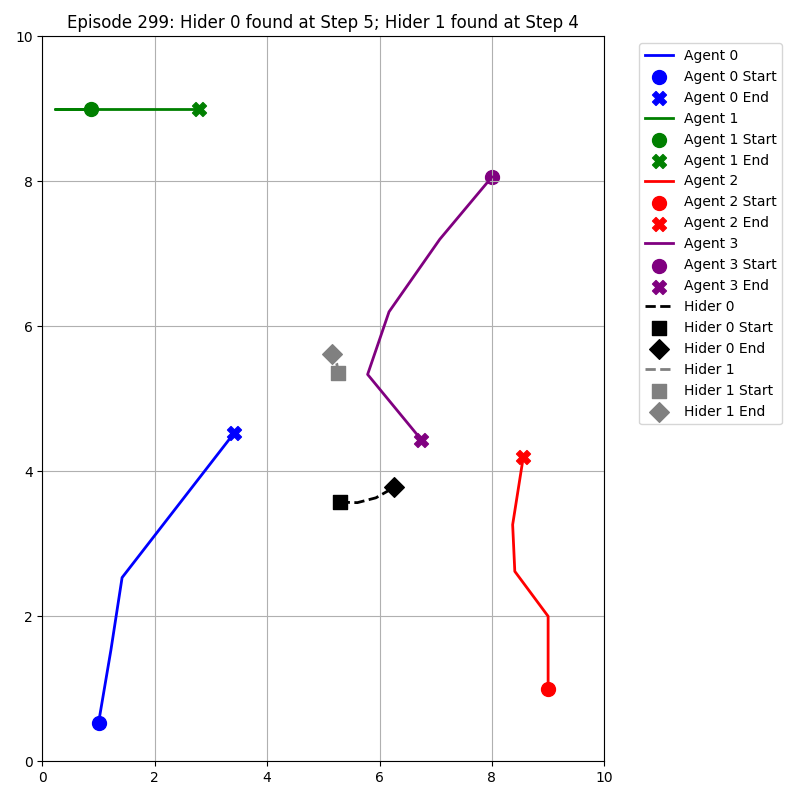 Episode 299: Hider 0 found at Step 5; Hider 1 found at Step 4
10
8
6
4
2
0
0 2 4 6 8 10
Agent 0
Agent 0 Start
Agent 0 End
Agent 1
Agent 1 Start
Agent 1 End
Agent 2
Agent 2 Start
Agent 2 End
Agent 3
Agent 3 Start
Agent 3 End
Hider 0
Hider 0 Start
Hider 0 End
Hider 1
Hider 1 Start
Hider 1 End